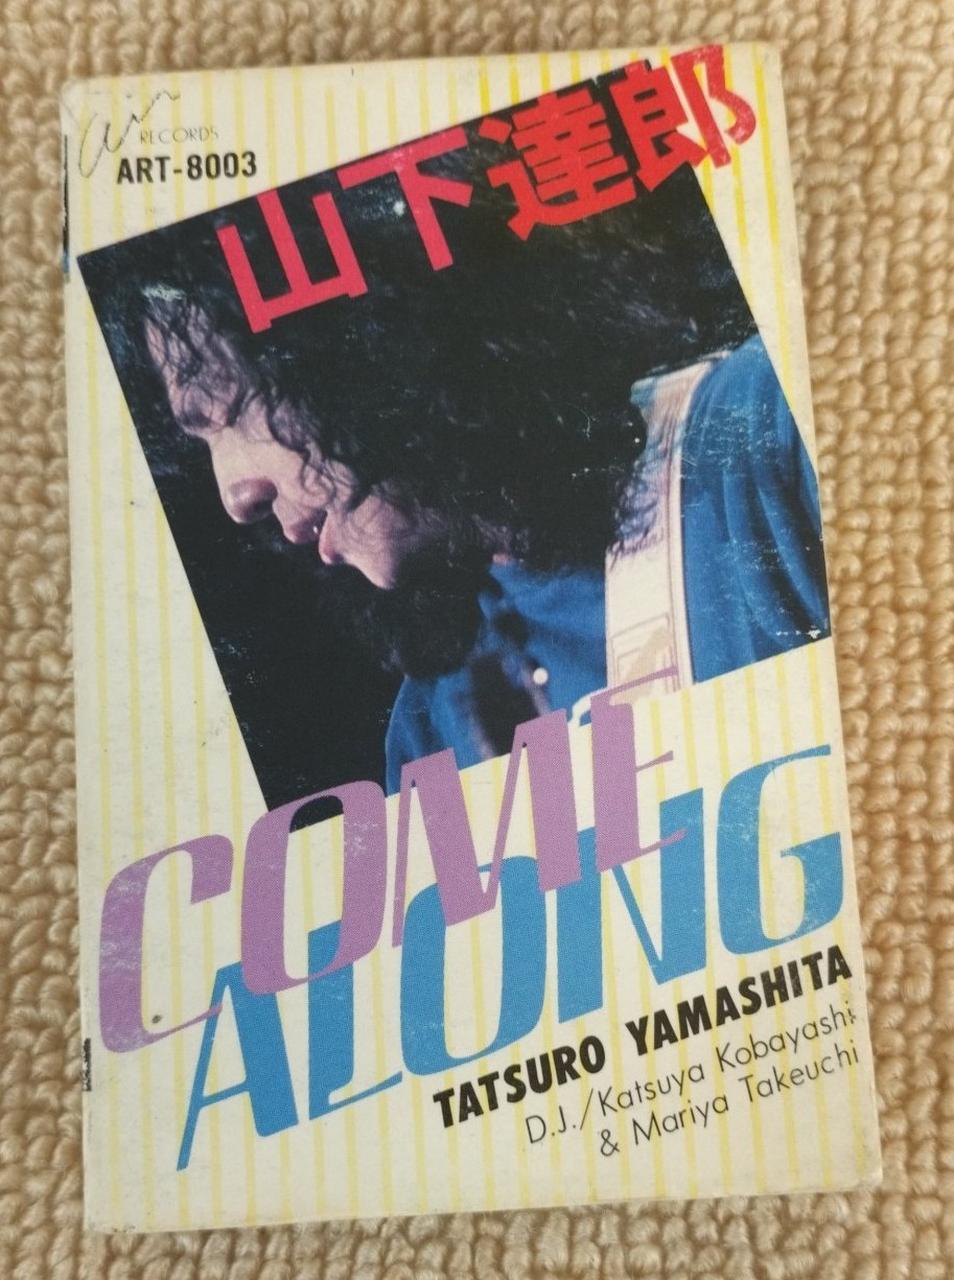 air
RECORDS
ART-8003
山下達郎
COME
ALONG
TATSURO YAMASHITA
D.J./Katsuya Kobayashi
& Mariya Takeuchi